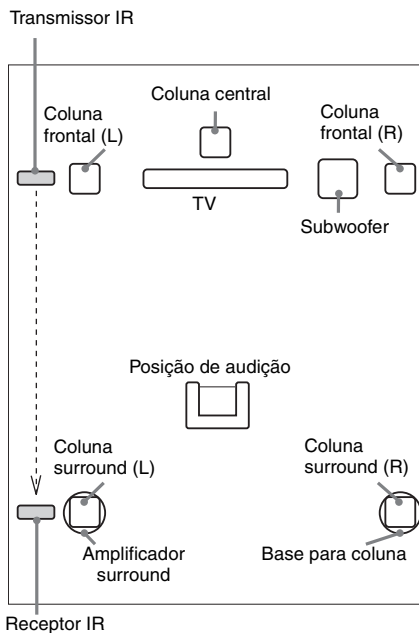 Transmissor IR
Coluna central
Coluna
frontal (L)
Coluna
frontal (R)
TV
Subwoofer
Posição de audição
Coluna
surround (L)
Coluna
surround (R)
Amplificador
surround
Base para coluna
Receptor IR